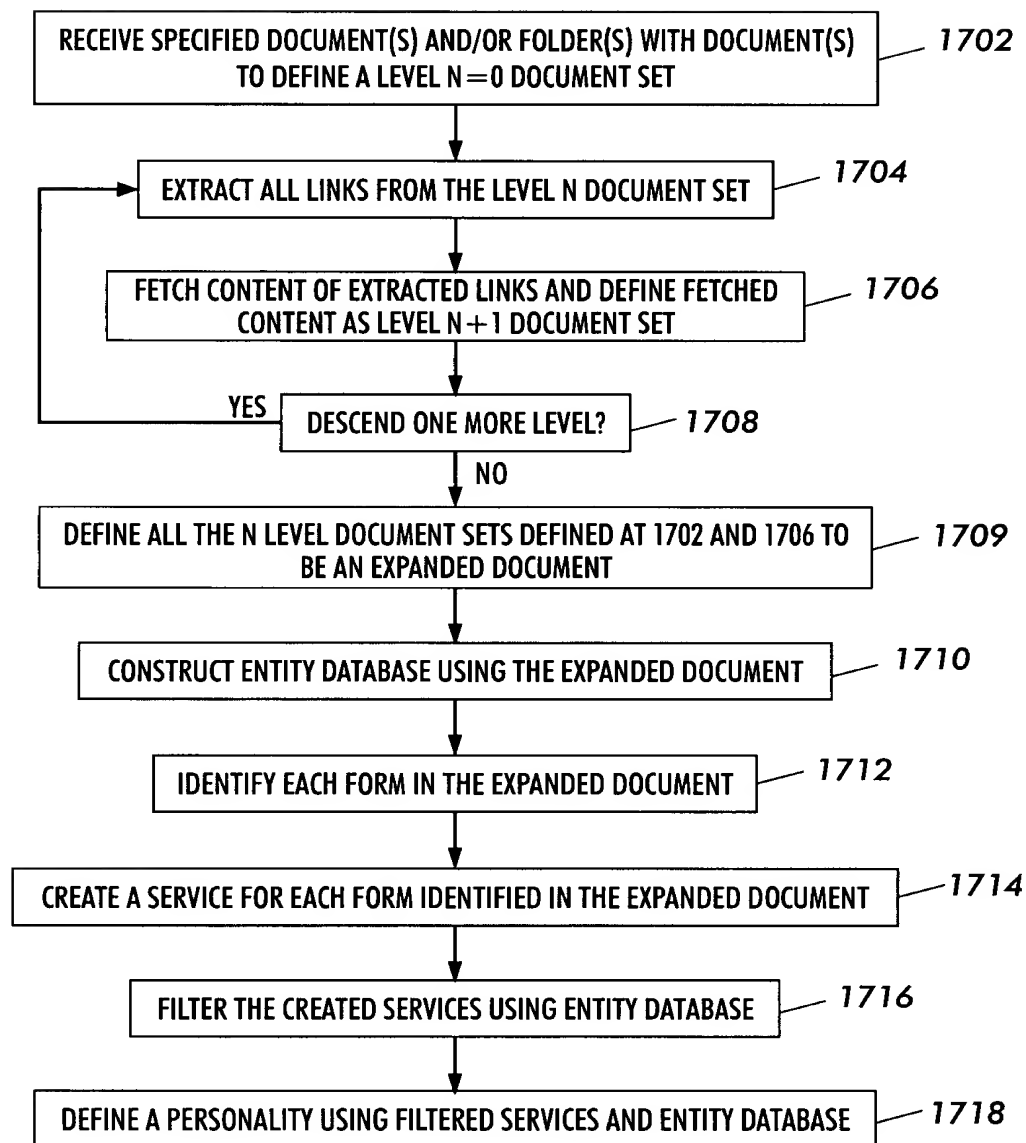 RECEIVE SPECIFIED DOCUMENT(S) AND/OR FOLDER(S) WITH DOCUMENT(S)
TO DEFINE A LEVEL N=0 DOCUMENT SET
1702
EXTRACT ALL LINKS FROM THE LEVEL N DOCUMENT SET
1704
FETCH CONTENT OF EXTRACTED LINKS AND DEFINE FETCHED
CONTENT AS LEVEL N+1 DOCUMENT SET
1706
YES
DESCEND ONE MORE LEVEL?
1708
NO
DEFINE ALL THE N LEVEL DOCUMENT SETS DEFINED AT 1702 AND 1706 TO
BE AN EXPANDED DOCUMENT
1709
CONSTRUCT ENTITY DATABASE USING THE EXPANDED DOCUMENT
1710
IDENTIFY EACH FORM IN THE EXPANDED DOCUMENT
1712
CREATE A SERVICE FOR EACH FORM IDENTIFIED IN THE EXPANDED DOCUMENT
1714
FILTER THE CREATED SERVICES USING ENTITY DATABASE
1716
DEFINE A PERSONALITY USING FILTERED SERVICES AND ENTITY DATABASE
1718